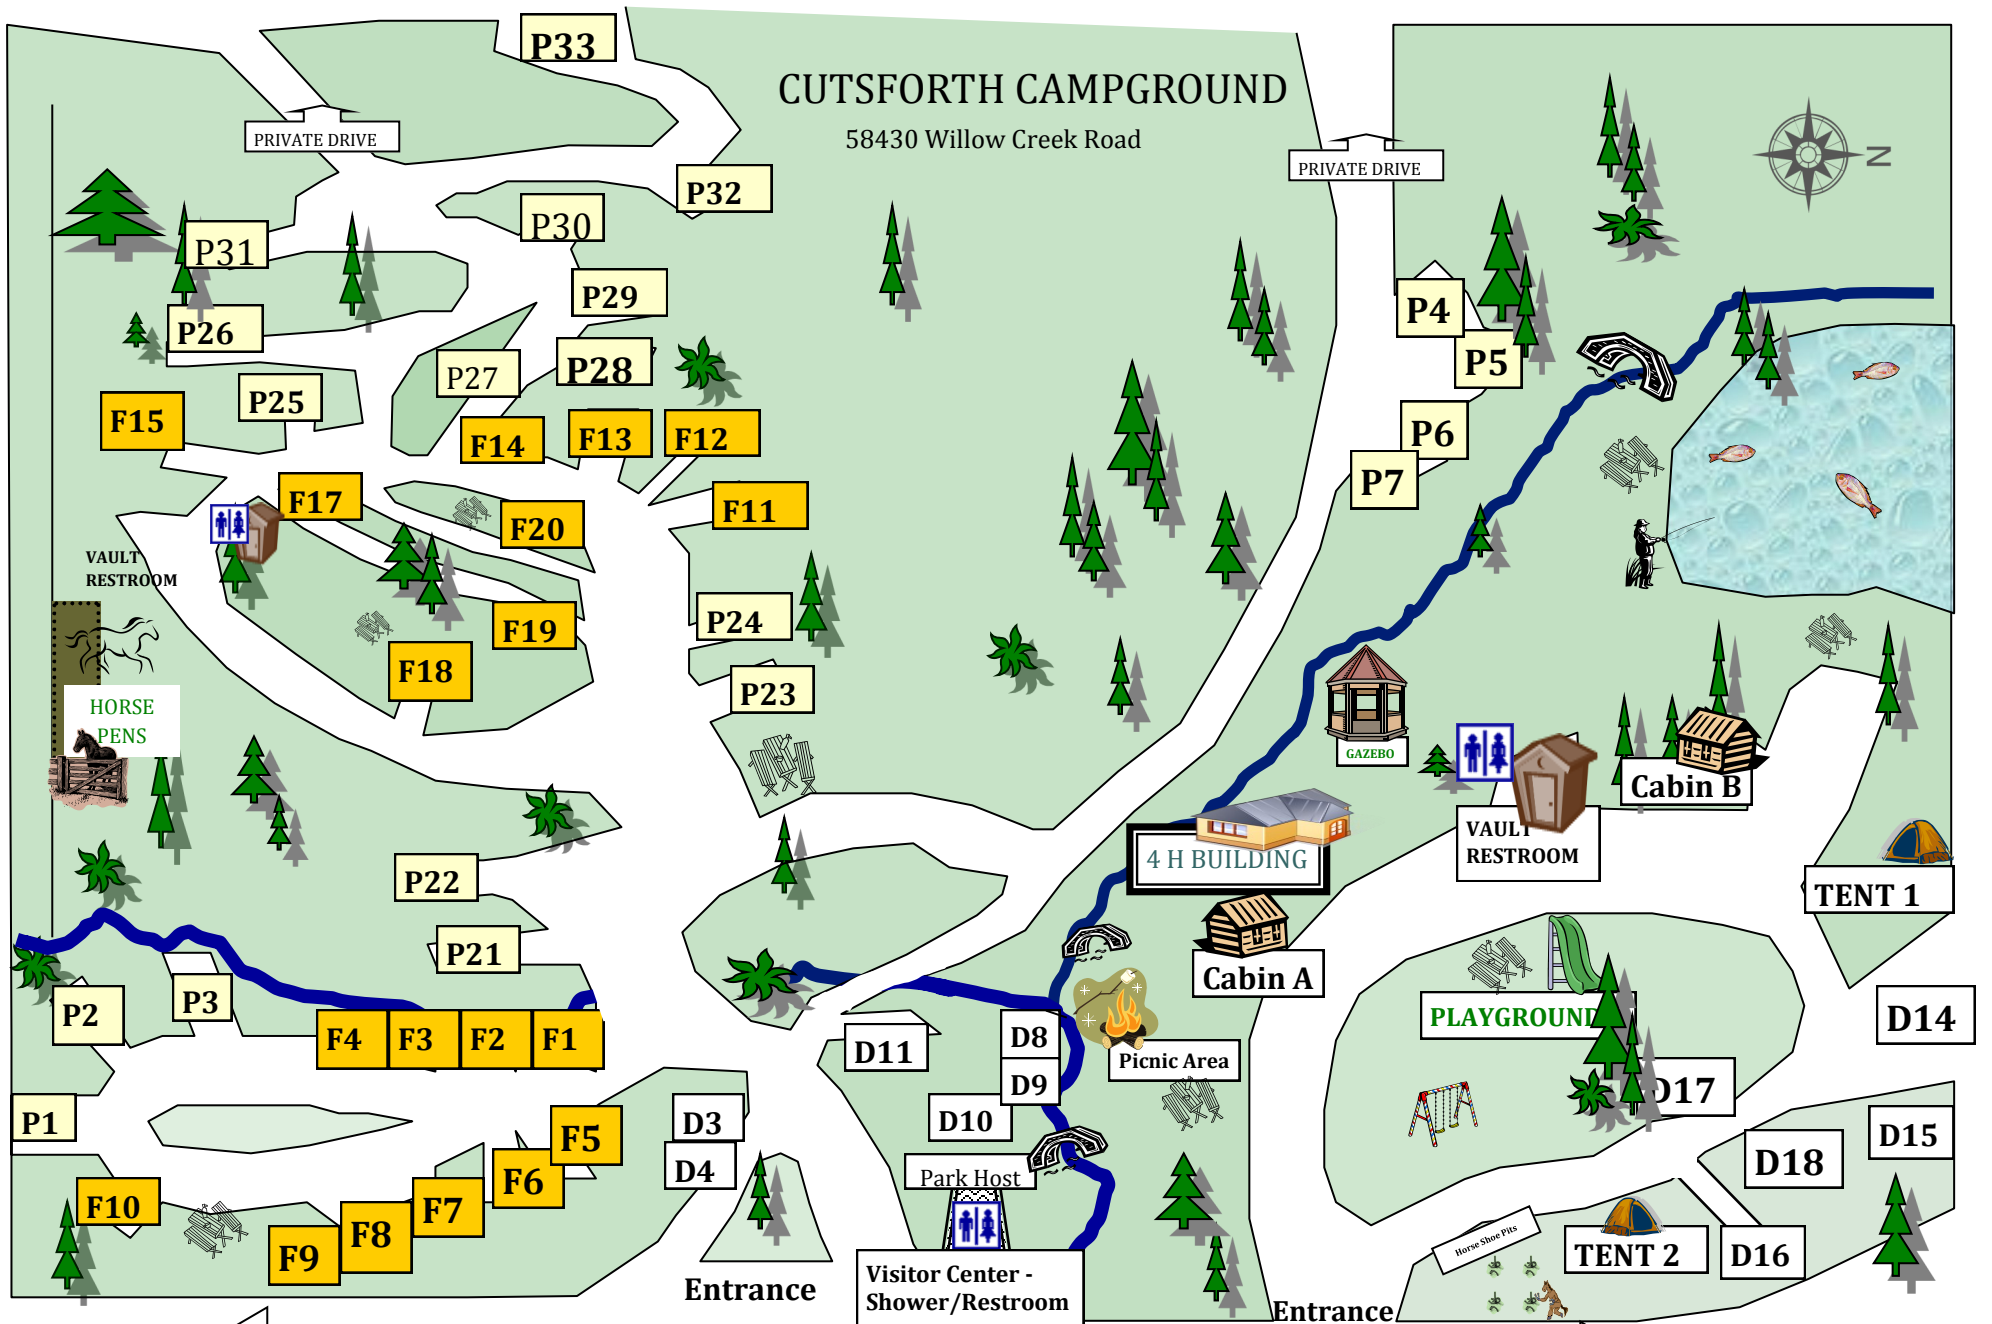 P33
CUTSFORTH CAMPGROUND
58430 Willow Creek Road
PRIVATE DRIVE
PRIVATE DRIVE
N
P32
P31
P30
P29
P26
P28
P27
P25
P4
P5
P6
P7
F15
F14
F13
F12
F17
F20
F11
VAULT
RESTROOM
F19
F18
P24
P23
HORSE
PENS
GAZEBO
Cabin B
VAULT
RESTROOM
4 H BUILDING
TENT 1
P22
P21
Cabin A
P2
P3
F4
F3
F2
F1
D11
D8
D9
D10
Picnic Area
PLAYGROUND
D14
D17
P1
F5
D3
D4
D15
D18
F10
F9
F8
F7
F6
Park Host
Horse Shoe Pits
TENT 2
D16
Entrance
Visitor Center -
Shower/Restroom
Entrance